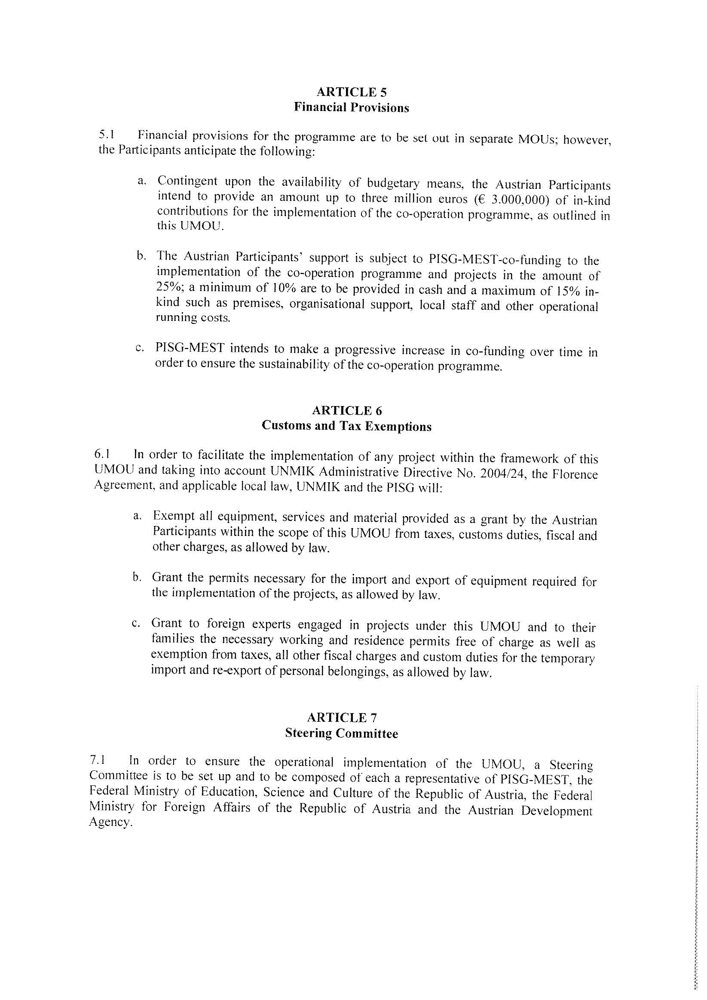 ARTICLE 5
Financial Provisions
5.1 Financial provisions for the programme are to be set out in separate MOUs; however,
the Participants anticipate the following:
a. Contingent upon the availability of budgetary means, the Austrian Participants
intend to provide an amount up to three million euros (€ 3.000,000) of in-kind
contributions for the implementation of the co-operation programme, as outlined in
this UMOU.
b. The Austrian Participants' support is subject to PISG-MEST-co-funding to the
implementation of the co-operation programme and projects in the amount of
25%; a minimum of 10% are to be provided in cash and a maximum of 15% in-
kind such as premises, organisational support, local staff and other operational
running costs.
c. PISG-MEST intends to make a progressive increase in co-funding over time in
order to ensure the sustainability of the co-operation programme.
ARTICLE 6
Customs and Tax Exemptions
6.1 In order to facilitate the implementation of any project within the framework of this
UMOU and taking into account UNMIK Administrative Directive No. 2004/24, the Florence
Agreement, and applicable local law, UNMIK and the PISG will:
a. Exempt all equipment, services and material provided as a grant by the Austrian
Participants within the scope of this UMOU from taxes, customs duties, fiscal and
other charges, as allowed by law.
b. Grant the permits necessary for the import and export of equipment required for
the implementation of the projects, as allowed by law.
c. Grant to foreign experts engaged in projects under this UMOU and to their
families the necessary working and residence permits free of charge as well as
exemption from taxes, all other fiscal charges and custom duties for the temporary
import and re-export of personal belongings, as allowed by law.
ARTICLE 7
Steering Committee
7.1 In order to ensure the operational implementation of the UMOU, a Steering
Committee is to be set up and to be composed of each a representative of PISG-MEST, the
Federal Ministry of Education, Science and Culture of the Republic of Austria, the Federal
Ministry for Foreign Affairs of the Republic of Austria and the Austrian Development
Agency.